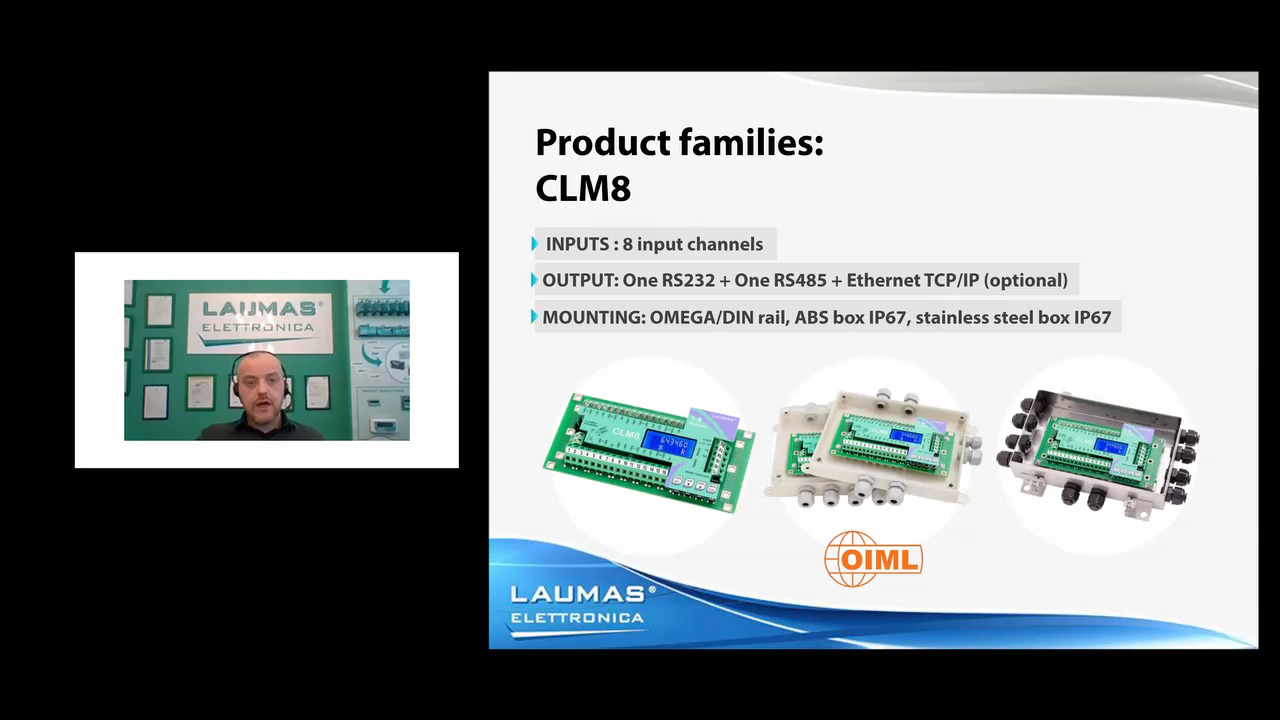 LAUMAS®
ELETTRONICA
Product families:
CLM8
INPUTS : 8 input channels
OUTPUT: One RS232 + One RS485 + Ethernet TCP/IP (optional)
MOUNTING: OMEGA/DIN rail, ABS box IP67, stainless steel box IP67
LAUMAS
CLM8
OIML
LAUMAS®
ELETTRONICA